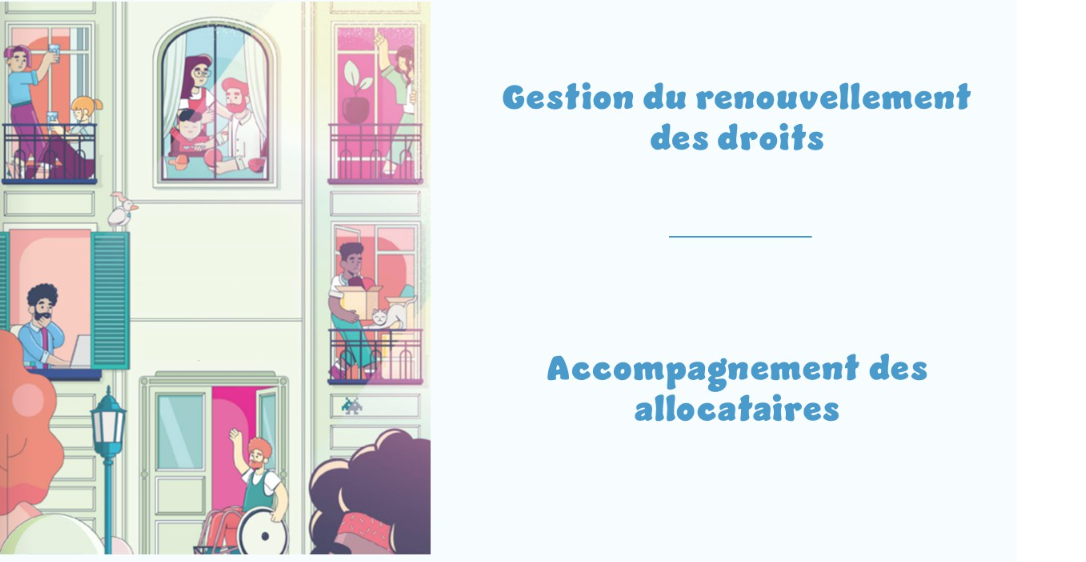 Gestion du renouvellement
des droits
Accompagnement des
allocataires